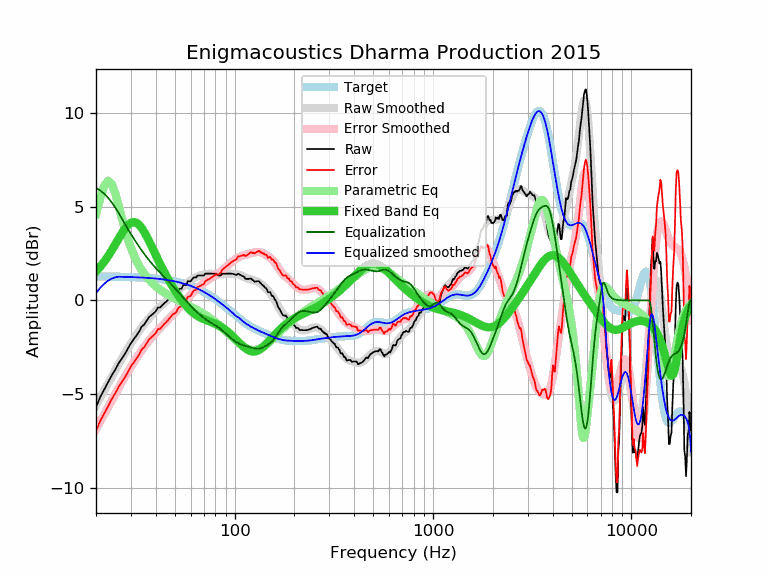 Enigmacoustics Dharma Production 2015
Target
Raw Smoothed
Error Smoothed
Raw
Error
Parametric Eq
Fixed Band Eq
Equalization
Equalized smoothed
10
5
0
−5
−10
Amplitude (dBr)
100
1000
10000
Frequency (Hz)